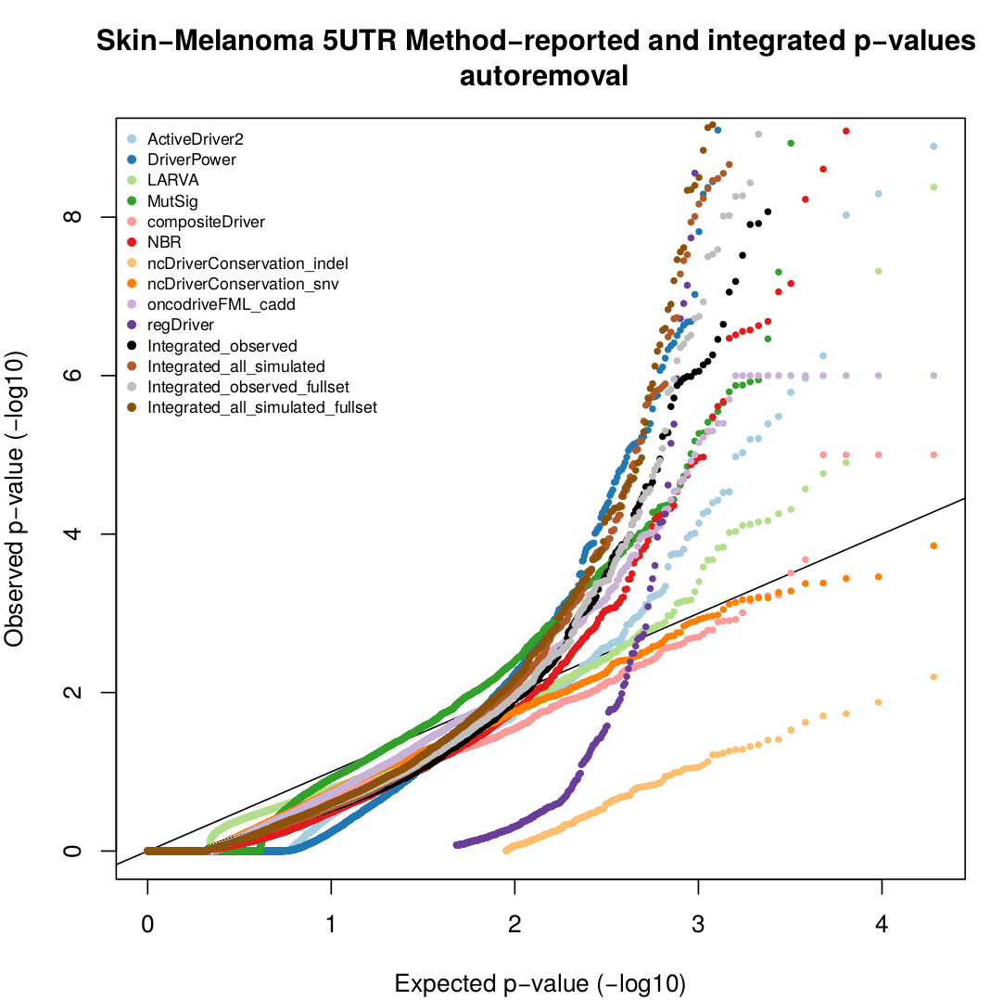 Skin−Melanoma 5UTR Method−reported and integrated p−values
autoremoval
ActiveDriver2
DriverPower
LARVA
MutSig
compositeDriver
NBR
ncDriverConservation_indel
ncDriverConservation_snv
oncodriveFML_cadd
regDriver
Integrated_observed
Integrated_all_simulated
Integrated_observed_fullset
Integrated_all_simulated_fullset
Observed p−value (−log10)
8
6
4
2
0
0 1 2 3 4
Expected p−value (−log10)